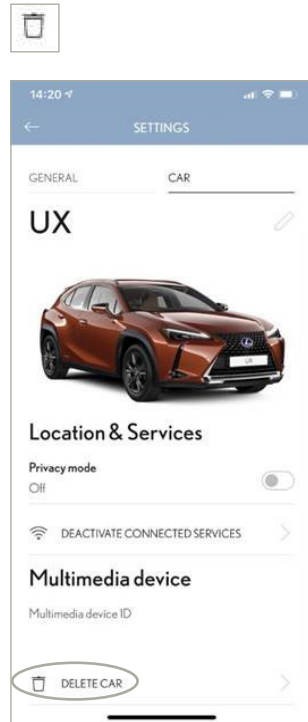 14:20
SETTINGS
GENERAL CAR
UX
UX
Location & Services
Privacy mode
Off
DEACTIVATE CONNECTED SERVICES
Multimedia device
Multimedia device ID
DELETE CAR